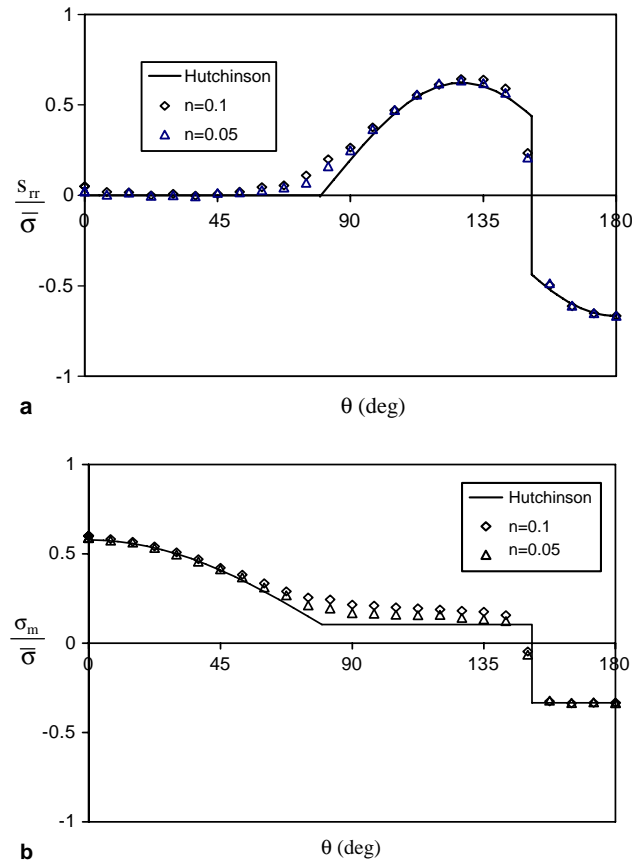 1
Hutchinson
n=0.1
n=0.05
0.5
s_rr
σ̅
0
0 45 90 135 180
-0.5
-1
a
θ (deg)
1
Hutchinson
n=0.1
n=0.05
0.5
σ_m
σ̅
0
0 45 90 135 180
-0.5
-1
b
θ (deg)